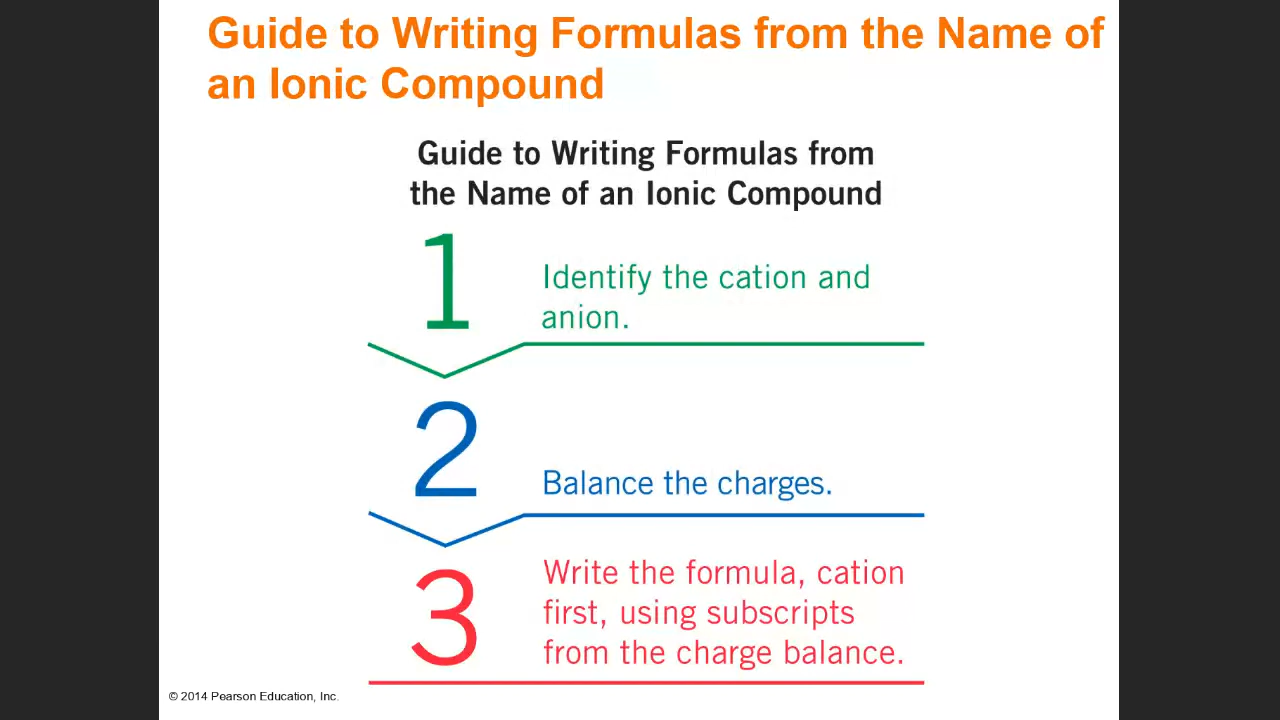 Guide to Writing Formulas from the Name of
an Ionic Compound
Guide to Writing Formulas from
the Name of an Ionic Compound
1
Identify the cation and
anion.
2
Balance the charges.
3
Write the formula, cation
first, using subscripts
from the charge balance.
© 2014 Pearson Education, Inc.